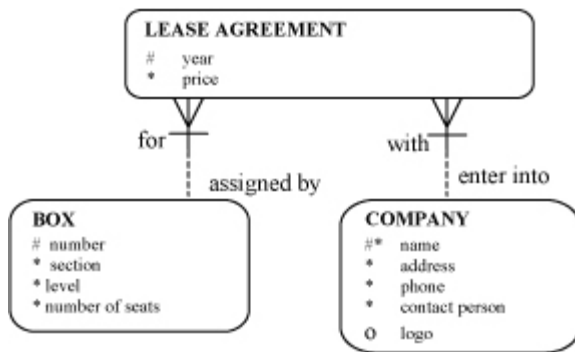 LEASE AGREEMENT
# year
* price
for
with
assigned by
enter into
BOX
# number
* section
* level
* number of seats
COMPANY
#* name
* address
* phone
* contact person
o logo